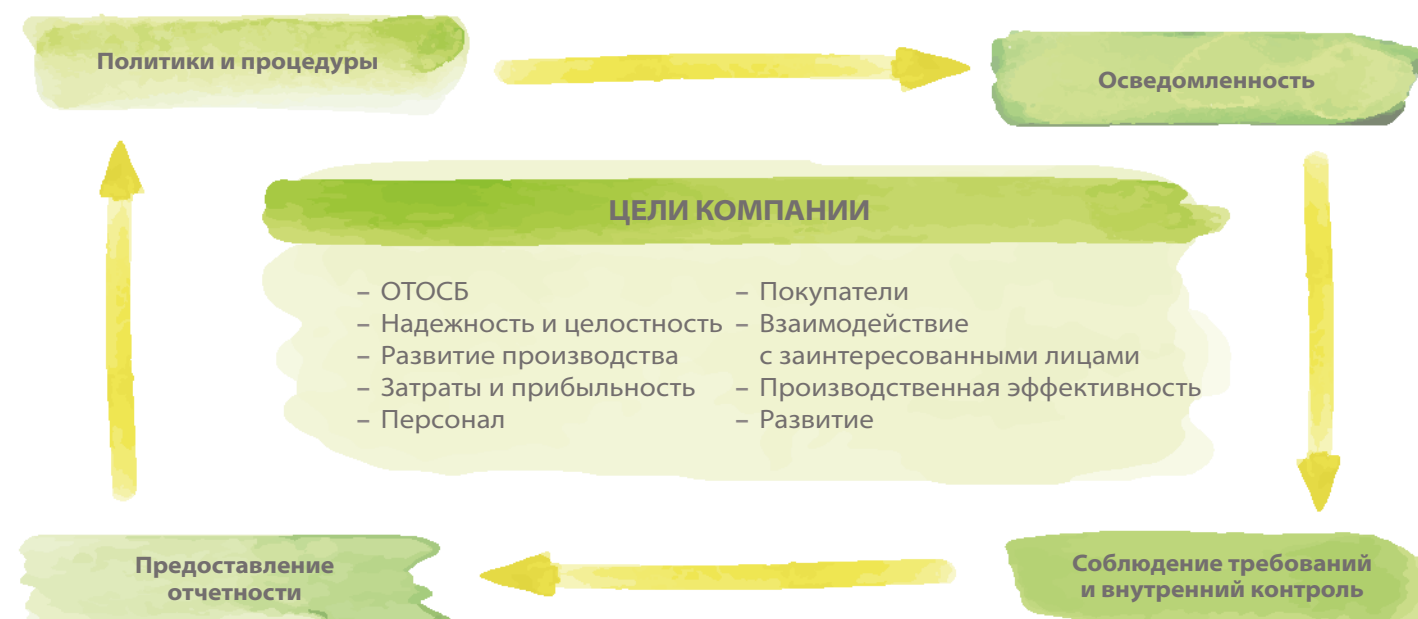 Политики и процедуры
Осведомленность
ЦЕЛИ КОМПАНИИ
– ОТОСБ
– Надежность и целостность
– Развитие производства
– Затраты и прибыльность
– Персонал
– Покупатели
– Взаимодействие
с заинтересованными лицами
– Производственная эффективность
– Развитие
Предоставление
отчетности
Соблюдение требований
и внутренний контроль